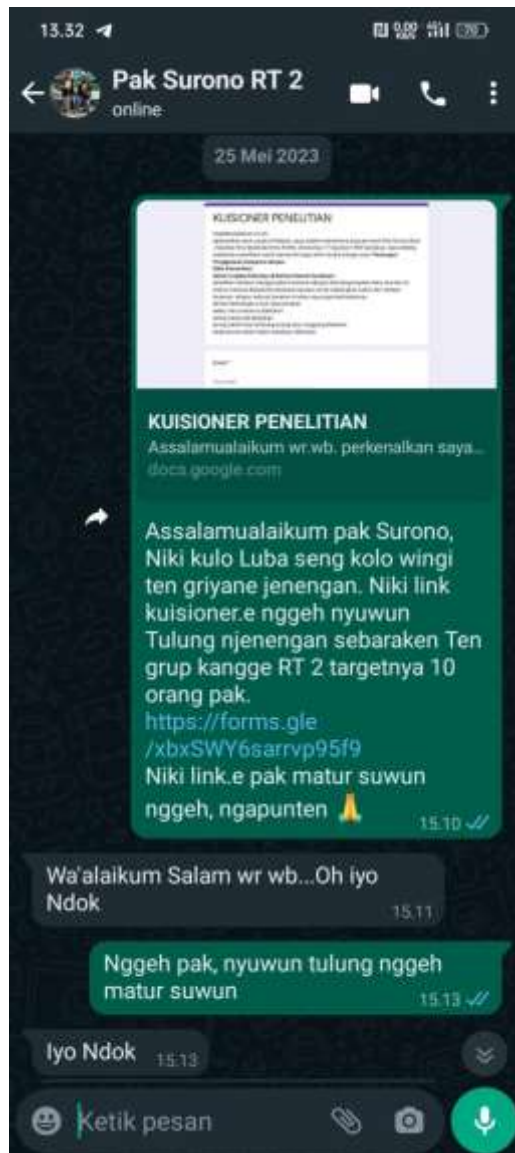 13.32
Pak Surono RT 2
online
25 Mei 2023
KUISIONER PENELITIAN
KUISIONER PENELITIAN
Assalamualaikum wr.wb. perkenalkan saya...
docs.google.com
Assalamualaikum pak Surono,
Niki kulo Luba seng kolo wingi
ten griyane jenengan. Niki link
kuisioner.e nggeh nyuwun
Tulung njenengan sebaraken Ten
grup kangge RT 2 targetnya 10
orang pak.
https://forms.gle
/xbxSWY6sarrvp95f9
Niki link.e pak matur suwun
nggeh, ngapunten 🙏
15.10
Wa'alaikum Salam wr wb...Oh iyo
Ndok
15.11
Nggeh pak, nyuwun tulung nggeh
matur suwun
15.13
Iyo Ndok
15.13
Ketik pesan